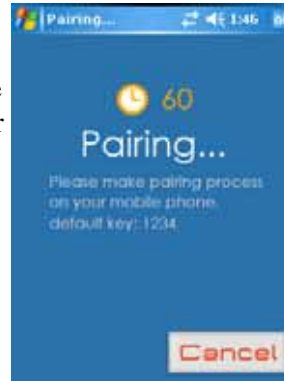 Pairing... 1:46
60
Pairing...
Please make pairing process
on your mobile phone.
default key: 1234
Cancel